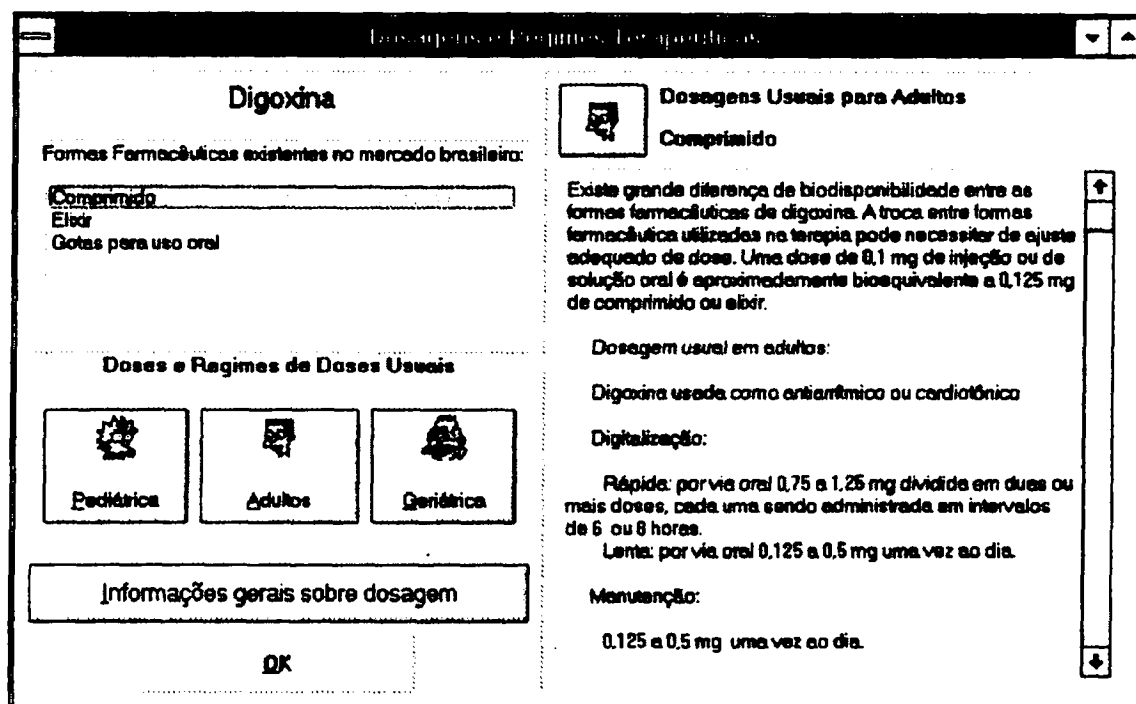 Dosagens e Regimes Terapêuticos
Digoxina
Formas Farmacêuticas existentes no mercado brasileiro:
Comprimido
Elixir
Gotas para uso oral
Doses e Regimes de Doses Usuais
Pediátrica
Adultos
Geriátrica
Informações gerais sobre dosagem
OK
Dosagens Usuais para Adultos
Comprimido
Existe grande diferença de biodisponibilidade entre as
formas farmacêuticas de digoxina. A troca entre formas
farmacêutica utilizadas na terapia pode necessitar de ajuste
adequado de dose. Uma dose de 0,1 mg de injeção ou de
solução oral é aproximadamente bioequivalente a 0,125 mg
de comprimido ou elixir.
Dosagem usual em adultos:
Digoxina usada como antiarrítmico ou cardiotônico
Digitalização:
Rápida: por via oral 0,75 a 1,25 mg dividida em duas ou
mais doses, cada uma sendo administrada em intervalos
de 6 ou 8 horas.
Lenta: por via oral 0,125 a 0,5 mg uma vez ao dia.
Manutenção:
0,125 a 0,5 mg uma vez ao dia.